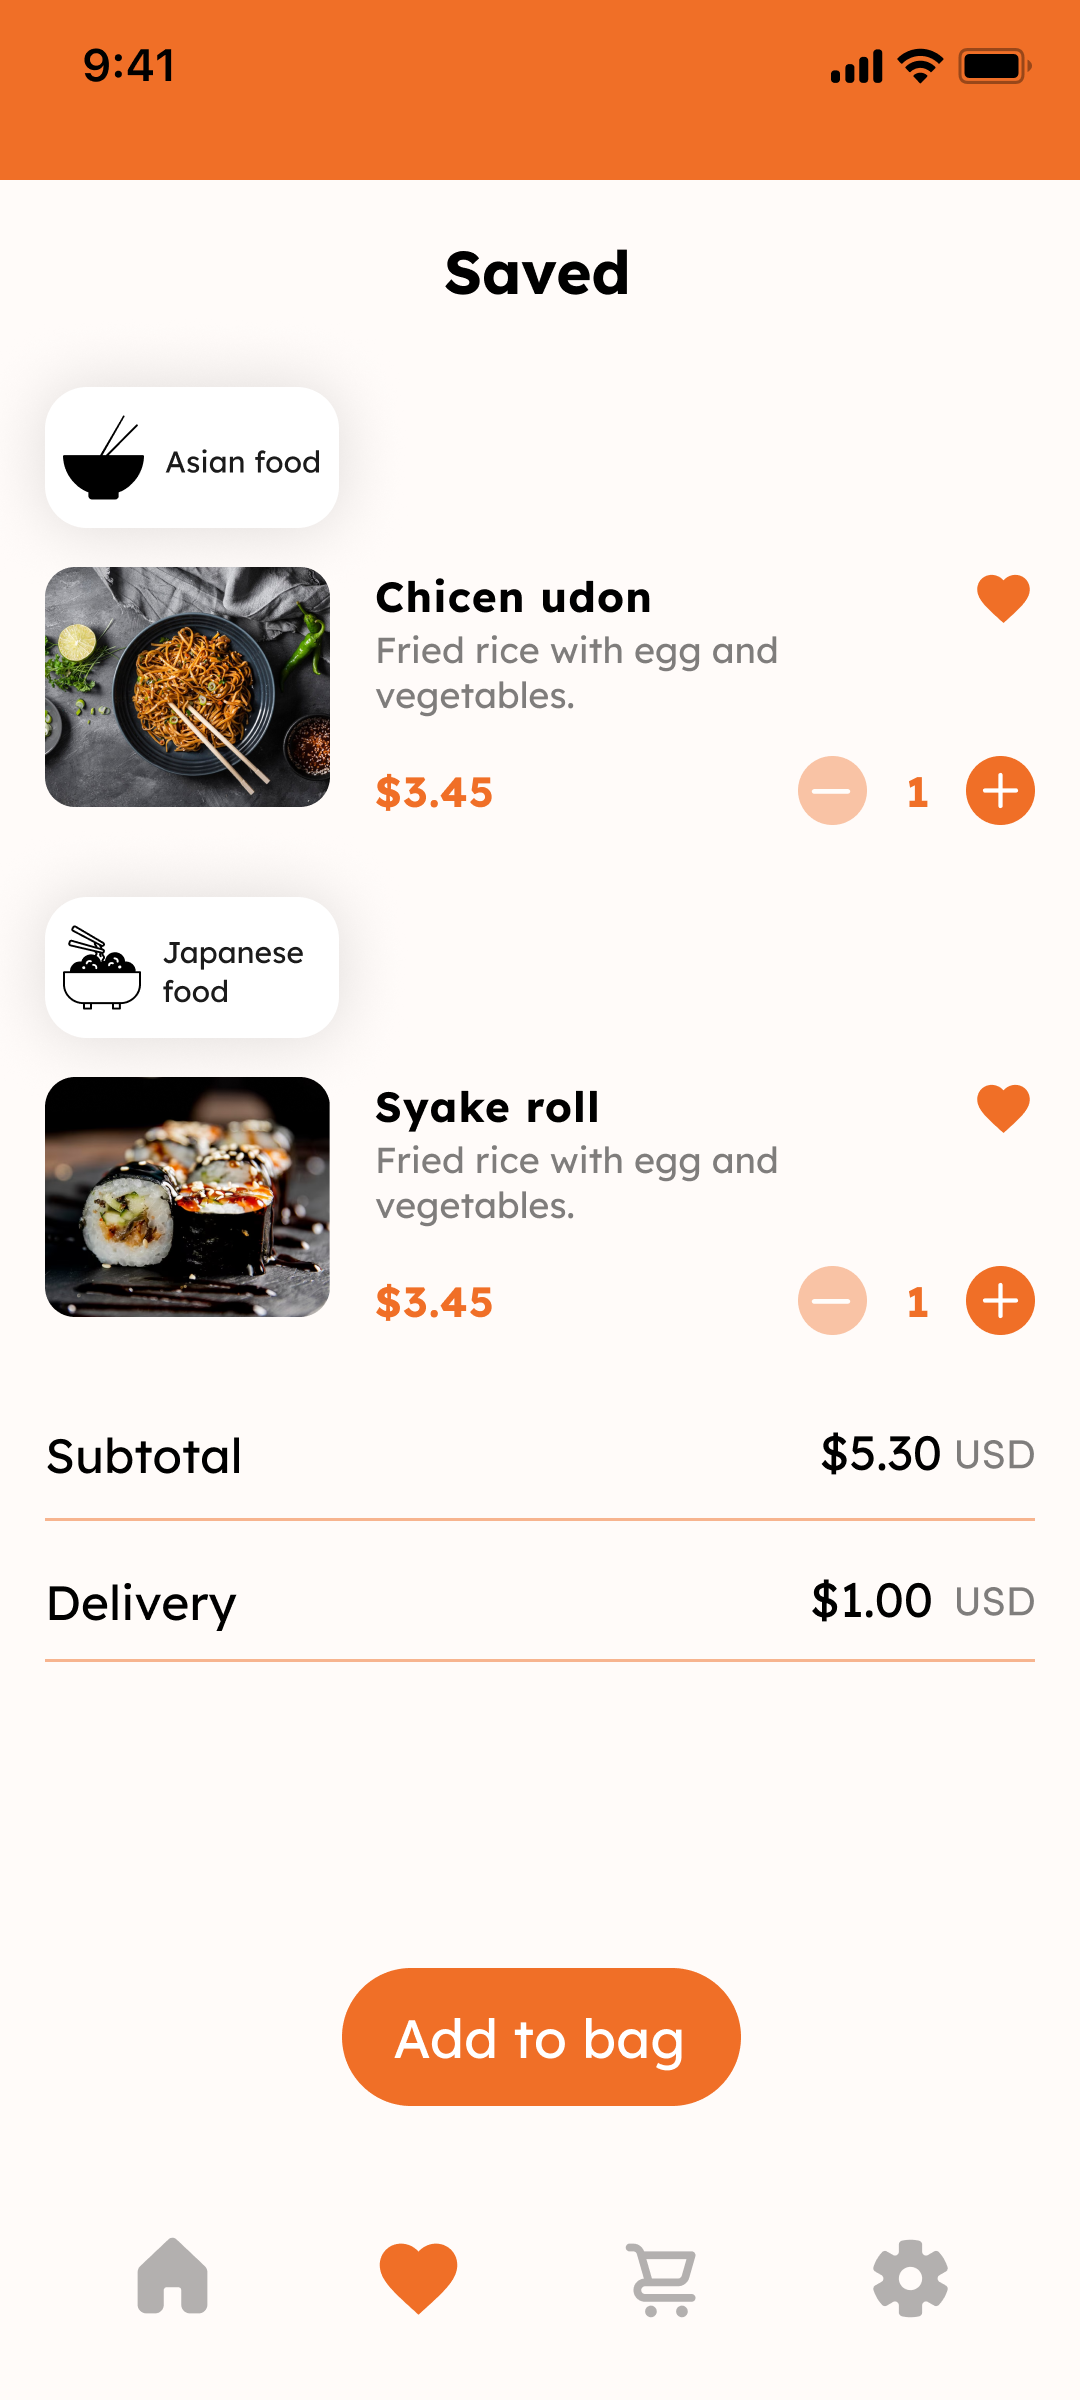 9:41
Saved
Asian food
Chicen udon
Fried rice with egg and
vegetables.
$3.45
1
Japanese
food
Syake roll
Fried rice with egg and
vegetables.
$3.45
1
Subtotal
$5.30 USD
Delivery
$1.00 USD
Add to bag